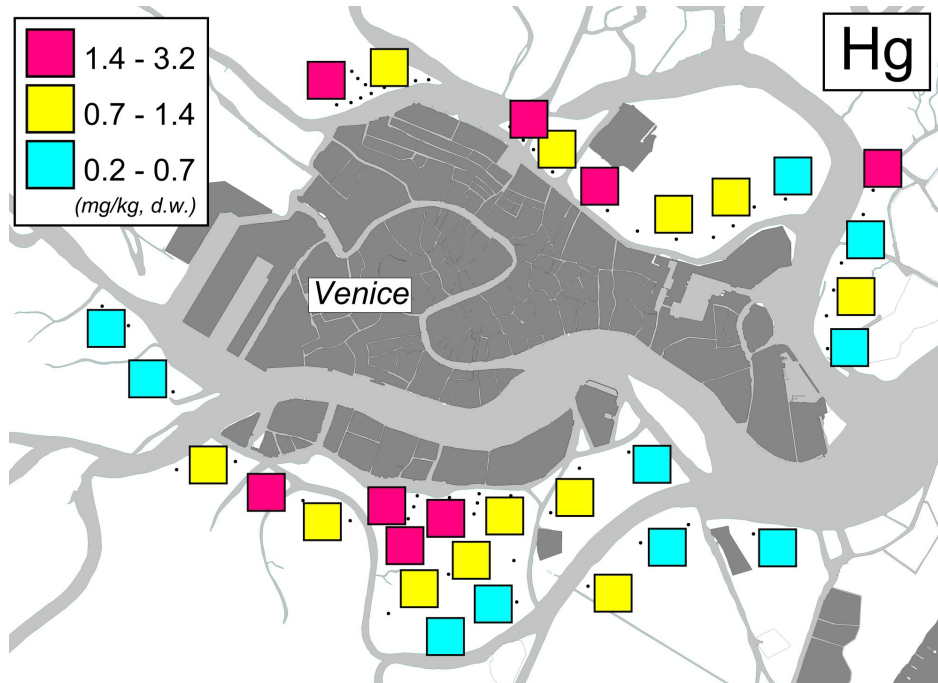 1.4 - 3.2
0.7 - 1.4
0.2 - 0.7
(mg/kg, d.w.)
Hg
Venice